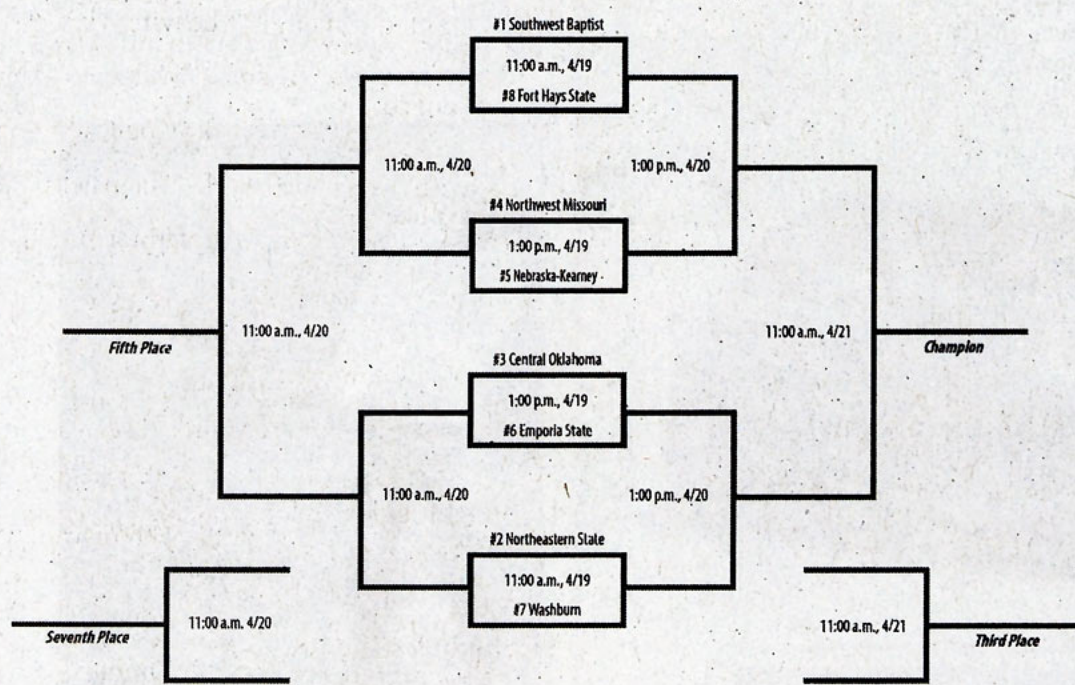 #1 Southwest Baptist
11:00 a.m., 4/19
#8 Fort Hays State
11:00 a.m., 4/20
1:00 p.m., 4/20
#4 Northwest Missouri
1:00 p.m., 4/19
#5 Nebraska-Kearney
11:00 a.m., 4/20
Fifth Place
11:00 a.m., 4/21
Champion
#3 Central Oklahoma
1:00 p.m., 4/19
#6 Emporia State
11:00 a.m., 4/20
1:00 p.m., 4/20
#2 Northeastern State
11:00 a.m., 4/19
#7 Washburn
11:00 a.m. 4/20
Seventh Place
11:00 a.m., 4/21
Third Place